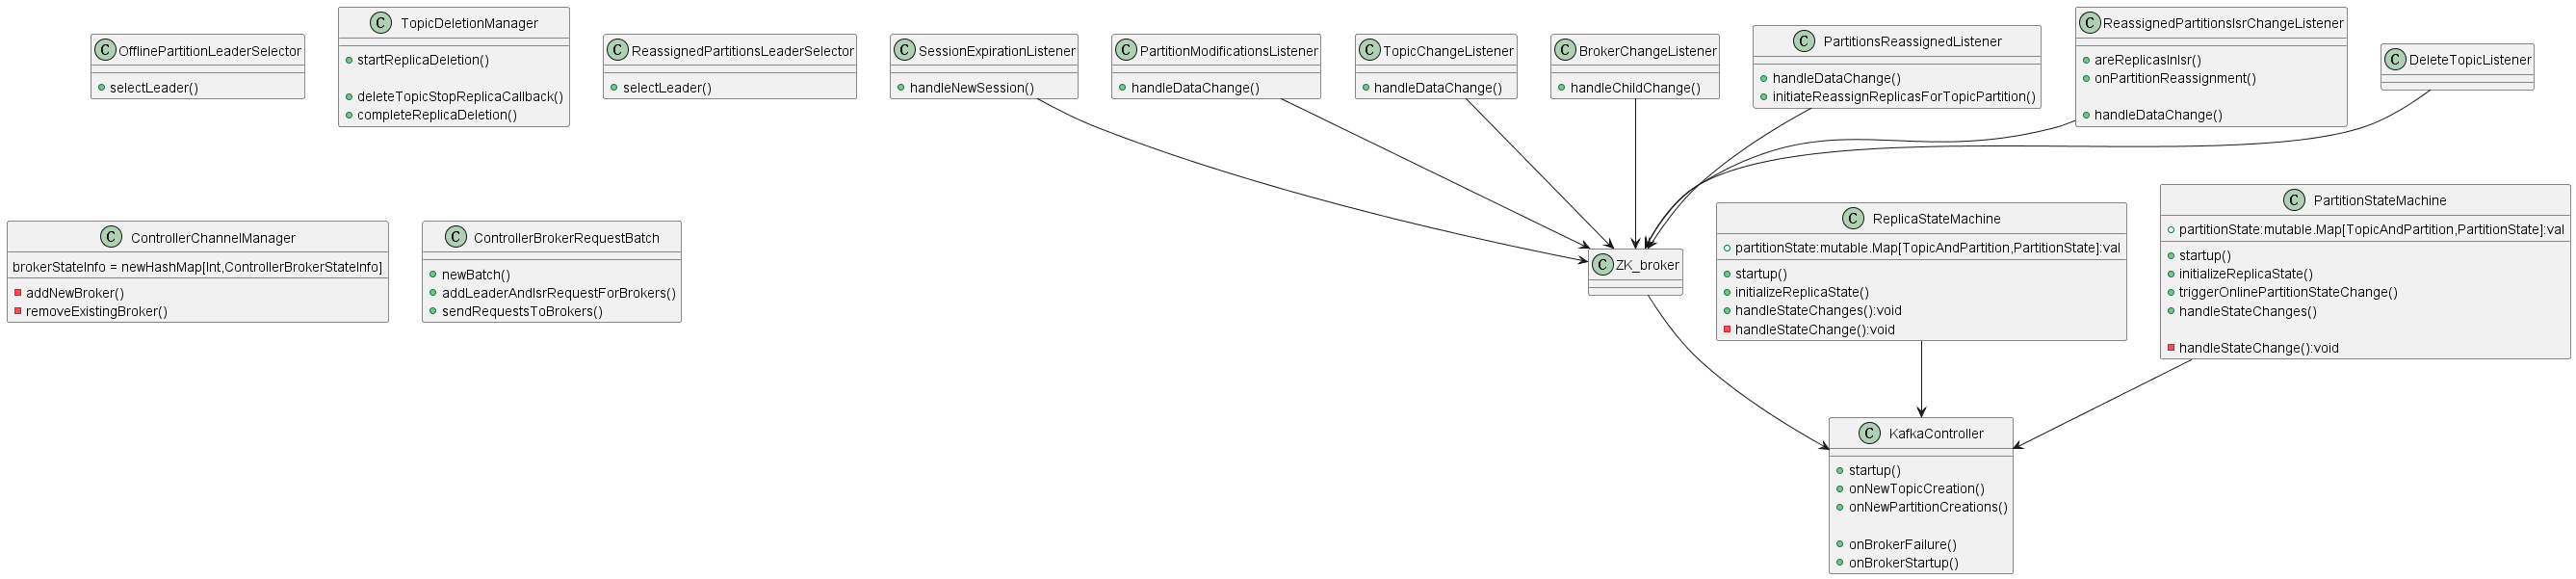 C OfflinePartitionLeaderSelector
selectLeader()
C TopicDeletionManager
startReplicaDeletion()
deleteTopicStopReplicaCallback()
completeReplicaDeletion()
C ReassignedPartitionsLeaderSelector
selectLeader()
C SessionExpirationListener
handleNewSession()
C PartitionModificationsListener
handleDataChange()
C TopicChangeListener
handleDataChange()
C BrokerChangeListener
handleChildChange()
C PartitionsReassignedListener
handleDataChange()
initiateReassignReplicasForTopicPartition()
C ReassignedPartitionsIsrChangeListener
areReplicasInIsr()
onPartitionReassignment()
handleDataChange()
C DeleteTopicListener
C ControllerChannelManager
brokerStateInfo = newHashMap[Int,ControllerBrokerStateInfo]
addNewBroker()
removeExistingBroker()
C ControllerBrokerRequestBatch
newBatch()
addLeaderAndIsrRequestForBrokers()
sendRequestsToBrokers()
C ZK_broker
C ReplicaStateMachine
partitionState:mutable.Map[TopicAndPartition,PartitionState]:val
startup()
initializeReplicaState()
handleStateChanges():void
handleStateChange():void
C PartitionStateMachine
partitionState:mutable.Map[TopicAndPartition,PartitionState]:val
startup()
initializeReplicaState()
triggerOnlinePartitionStateChange()
handleStateChanges()
handleStateChange():void
C KafkaController
startup()
onNewTopicCreation()
onNewPartitionCreations()
onBrokerFailure()
onBrokerStartup()